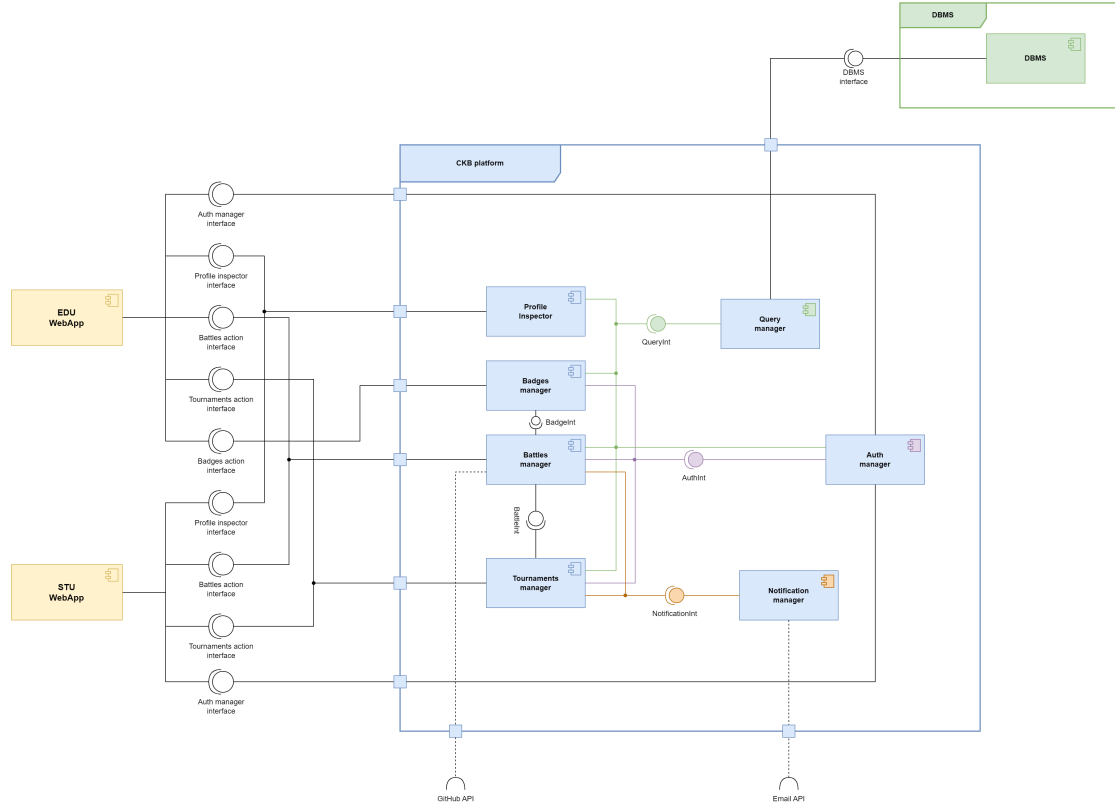 DBMS
DBMS
DBMS
interface
CKB platform
Auth manager
interface
Profile inspector
interface
EDU
WebApp
Battles action
interface
Tournaments action
interface
Badges action
interface
Profile inspector
interface
STU
WebApp
Battles action
interface
Tournaments action
interface
Auth manager
interface
Profile
Inspector
Query
manager
QueryInt
Badges
manager
BadgeInt
Battles
manager
Auth
manager
AuthInt
BattleInt
Tournaments
manager
Notification
manager
NotificationInt
GitHub API
Email API